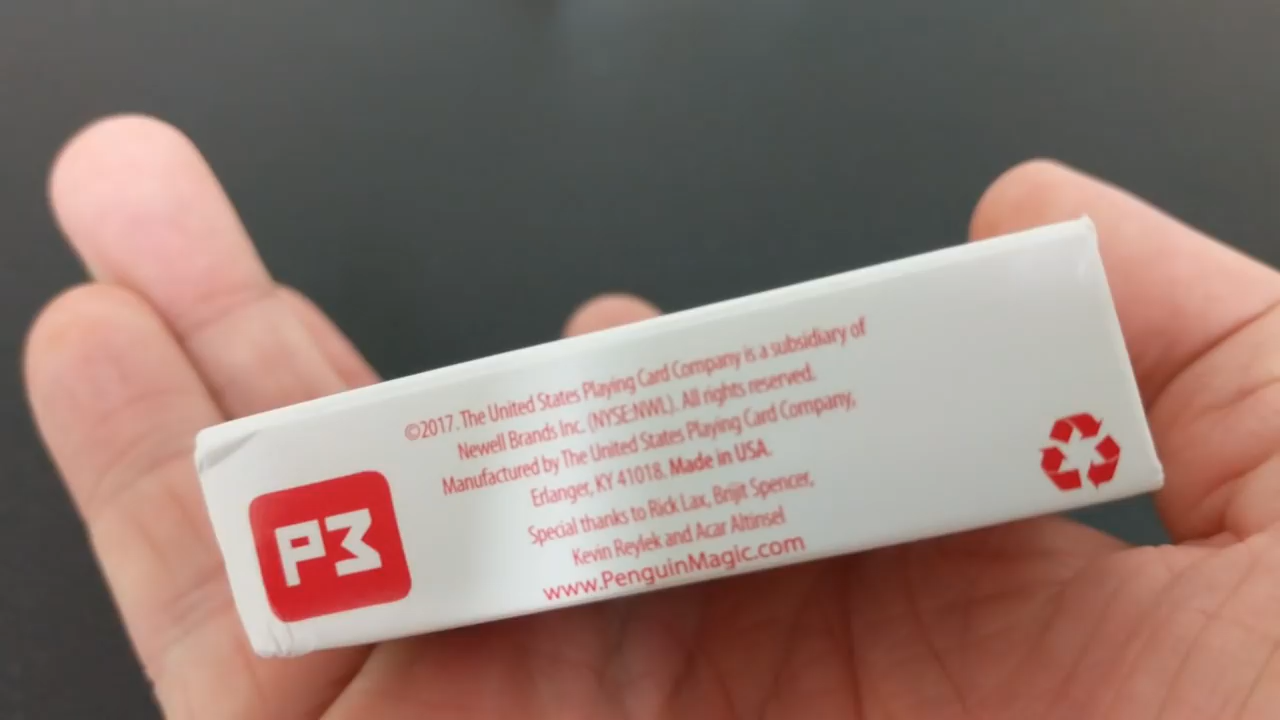 ©2017. The United States Playing Card Company is a subsidiary of
Newell Brands Inc. (NYSE:NWL). All rights reserved.
Manufactured by The United States Playing Card Company,
Erlanger, KY 41018. Made in USA.
Special thanks to Rick Lax, Brijit Spencer,
Kevin Reylek and Acar Altinsel
www.PenguinMagic.com
P3